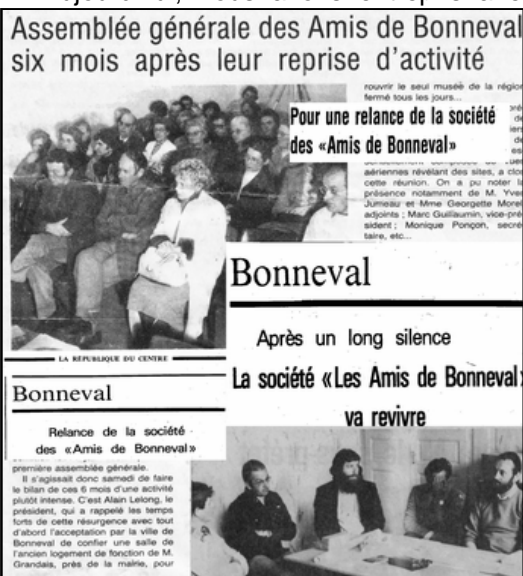 Assemblée générale des Amis de Bonneval
six mois après leur reprise d'activité
rouvrir le seul musée de la région
fermé tous les jours...
Pour une relance de la société
des «Amis de Bonneval»
aériennes révélant des sites, a clos
cette réunion. On a pu noter la
présence notamment de M. Yves
Jumeau et Mme Georgette Morel
adjoints ; Marc Guillaumin, vice-pré
sident ; Monique Ponçon, secré
taire, etc...
Bonneval
Après un long silence
La société «Les Amis de Bonneval»
va revivre
LA RÉPUBLIQUE DU CENTRE
Bonneval
Relance de la société
des «Amis de Bonneval»
première assemblée générale.
Il s'agissait donc samedi de faire
le bilan de ces 6 mois d'une activité
plutôt intense. C'est Alain Lelong, le
président, qui a rappelé les temps
forts de cette résurgence avec tout
d'abord l'acceptation par la ville de
Bonneval de confier une salle de
l'ancien logement de fonction de M.
Grandais, près de la mairie, pour